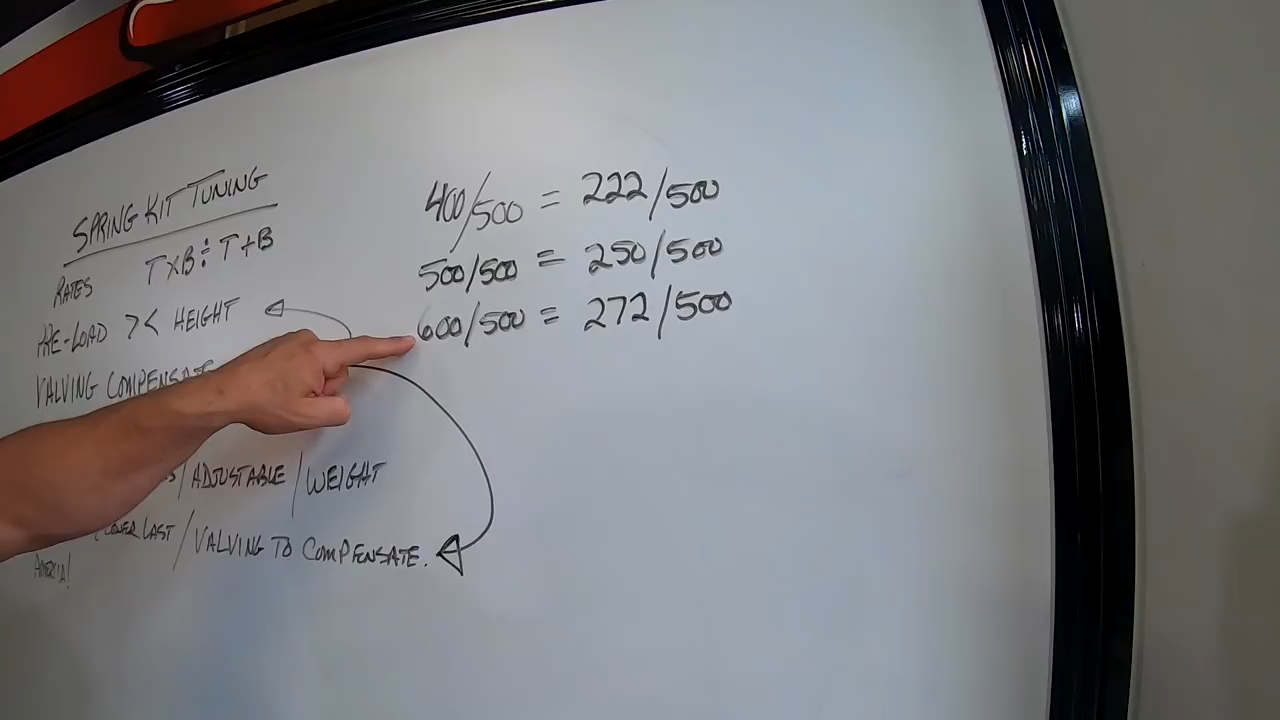 SPRING KIT TUNING
RATES T×B÷T+B
PRE-LOAD >< HEIGHT
VALVING COMPENSATE
/ADJUSTABLE/WEIGHT
LAST/VALVING TO COMPENSATE.
400/500 = 222/500
500/500 = 250/500
600/500 = 272/500